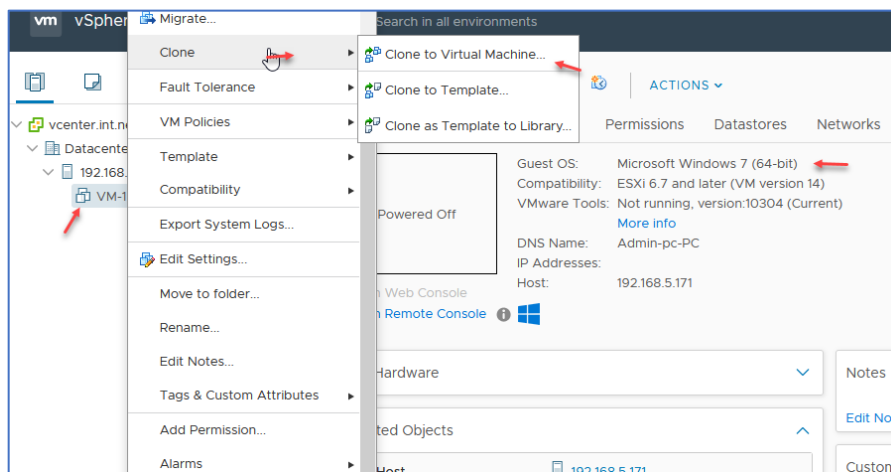 vm vSpher
Search in all environments
Migrate...
Clone
Fault Tolerance
VM Policies
Template
Compatibility
Export System Logs...
Edit Settings...
Move to folder...
Rename...
Edit Notes...
Tags & Custom Attributes
Add Permission...
Alarms
Clone to Virtual Machine...
Clone to Template...
Clone as Template to Library...
ACTIONS
Permissions Datastores Networks
vcenter.int.n
Datacente
192.168.
VM-1
Powered Off
Guest OS: Microsoft Windows 7 (64-bit)
Compatibility: ESXi 6.7 and later (VM version 14)
VMware Tools: Not running, version:10304 (Current)
More info
DNS Name: Admin-pc-PC
IP Addresses:
Host: 192.168.5.171
Web Console
Remote Console
Hardware
Notes
Edit No
ted Objects
Host 192.168.5.171
Custom